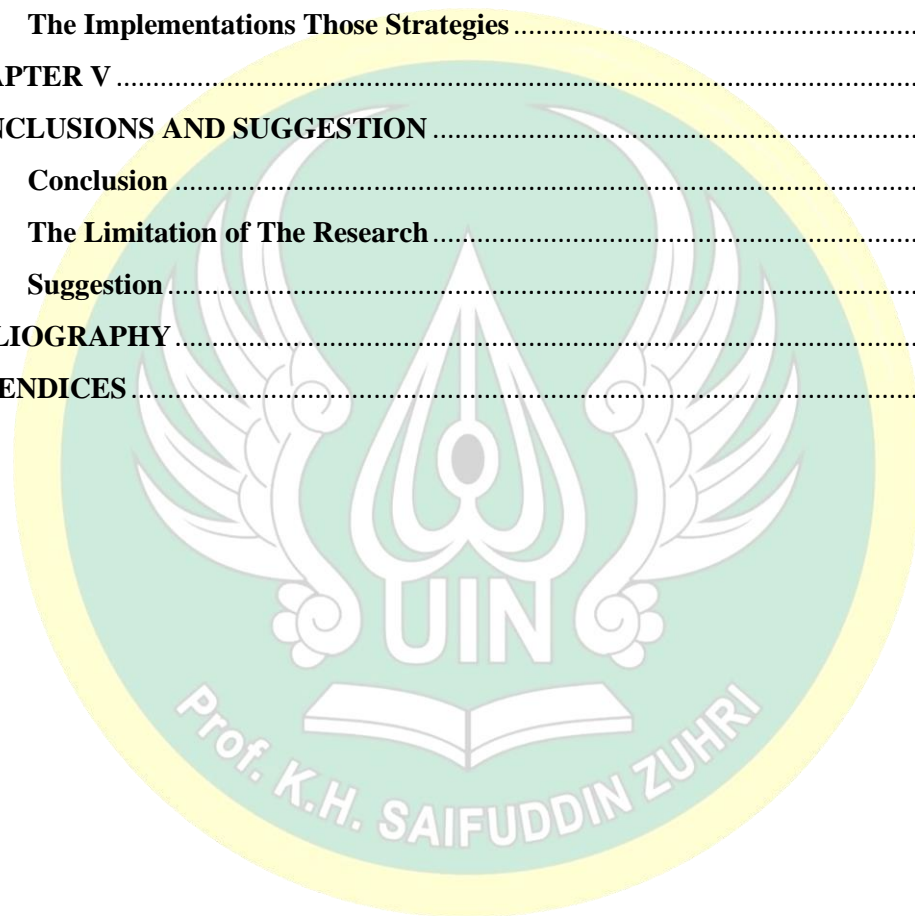 The Implementations Those Strategies ................................................
APTER V ................................................
NCLUSIONS AND SUGGESTION ................................................
Conclusion ................................................
The Limitation of The Research ................................................
Suggestion ................................................
LIOGRAPHY ................................................
ENDICES ................................................
UIN
Prof. K.H. SAIFUDDIN ZUHRI